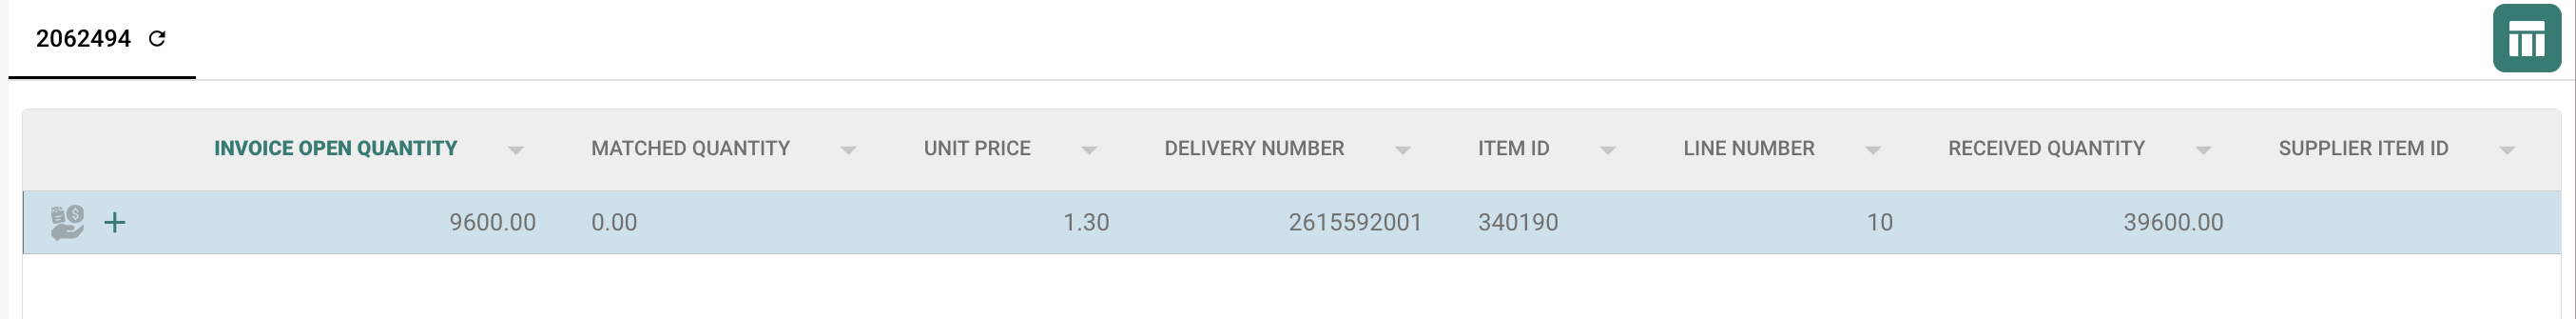 2062494
INVOICE OPEN QUANTITY MATCHED QUANTITY UNIT PRICE DELIVERY NUMBER ITEM ID LINE NUMBER RECEIVED QUANTITY SUPPLIER ITEM ID
9600.00 0.00 1.30 2615592001 340190 10 39600.00